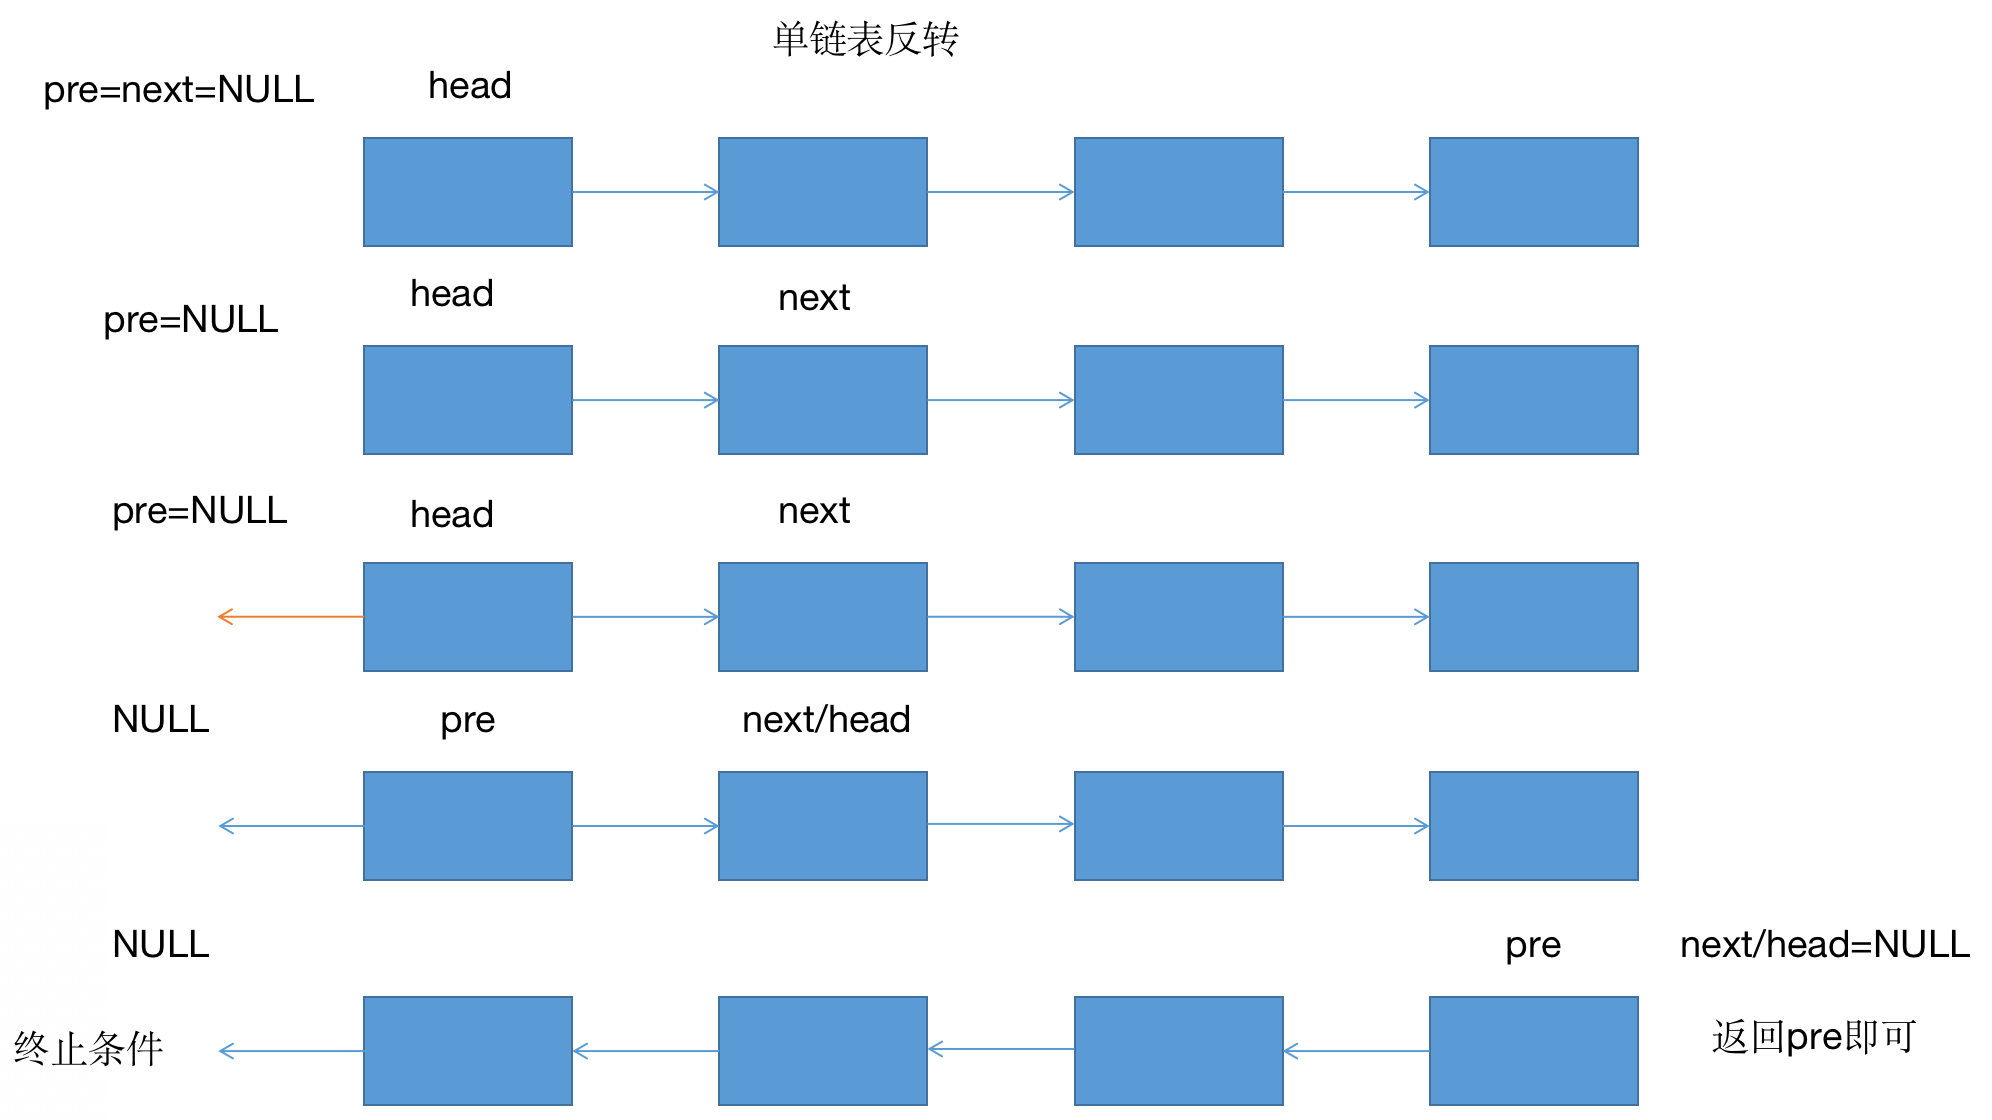 单链表反转
pre=next=NULL
head
pre=NULL
head
next
pre=NULL
head
next
NULL
pre
next/head
NULL
pre
next/head=NULL
终止条件
返回pre即可